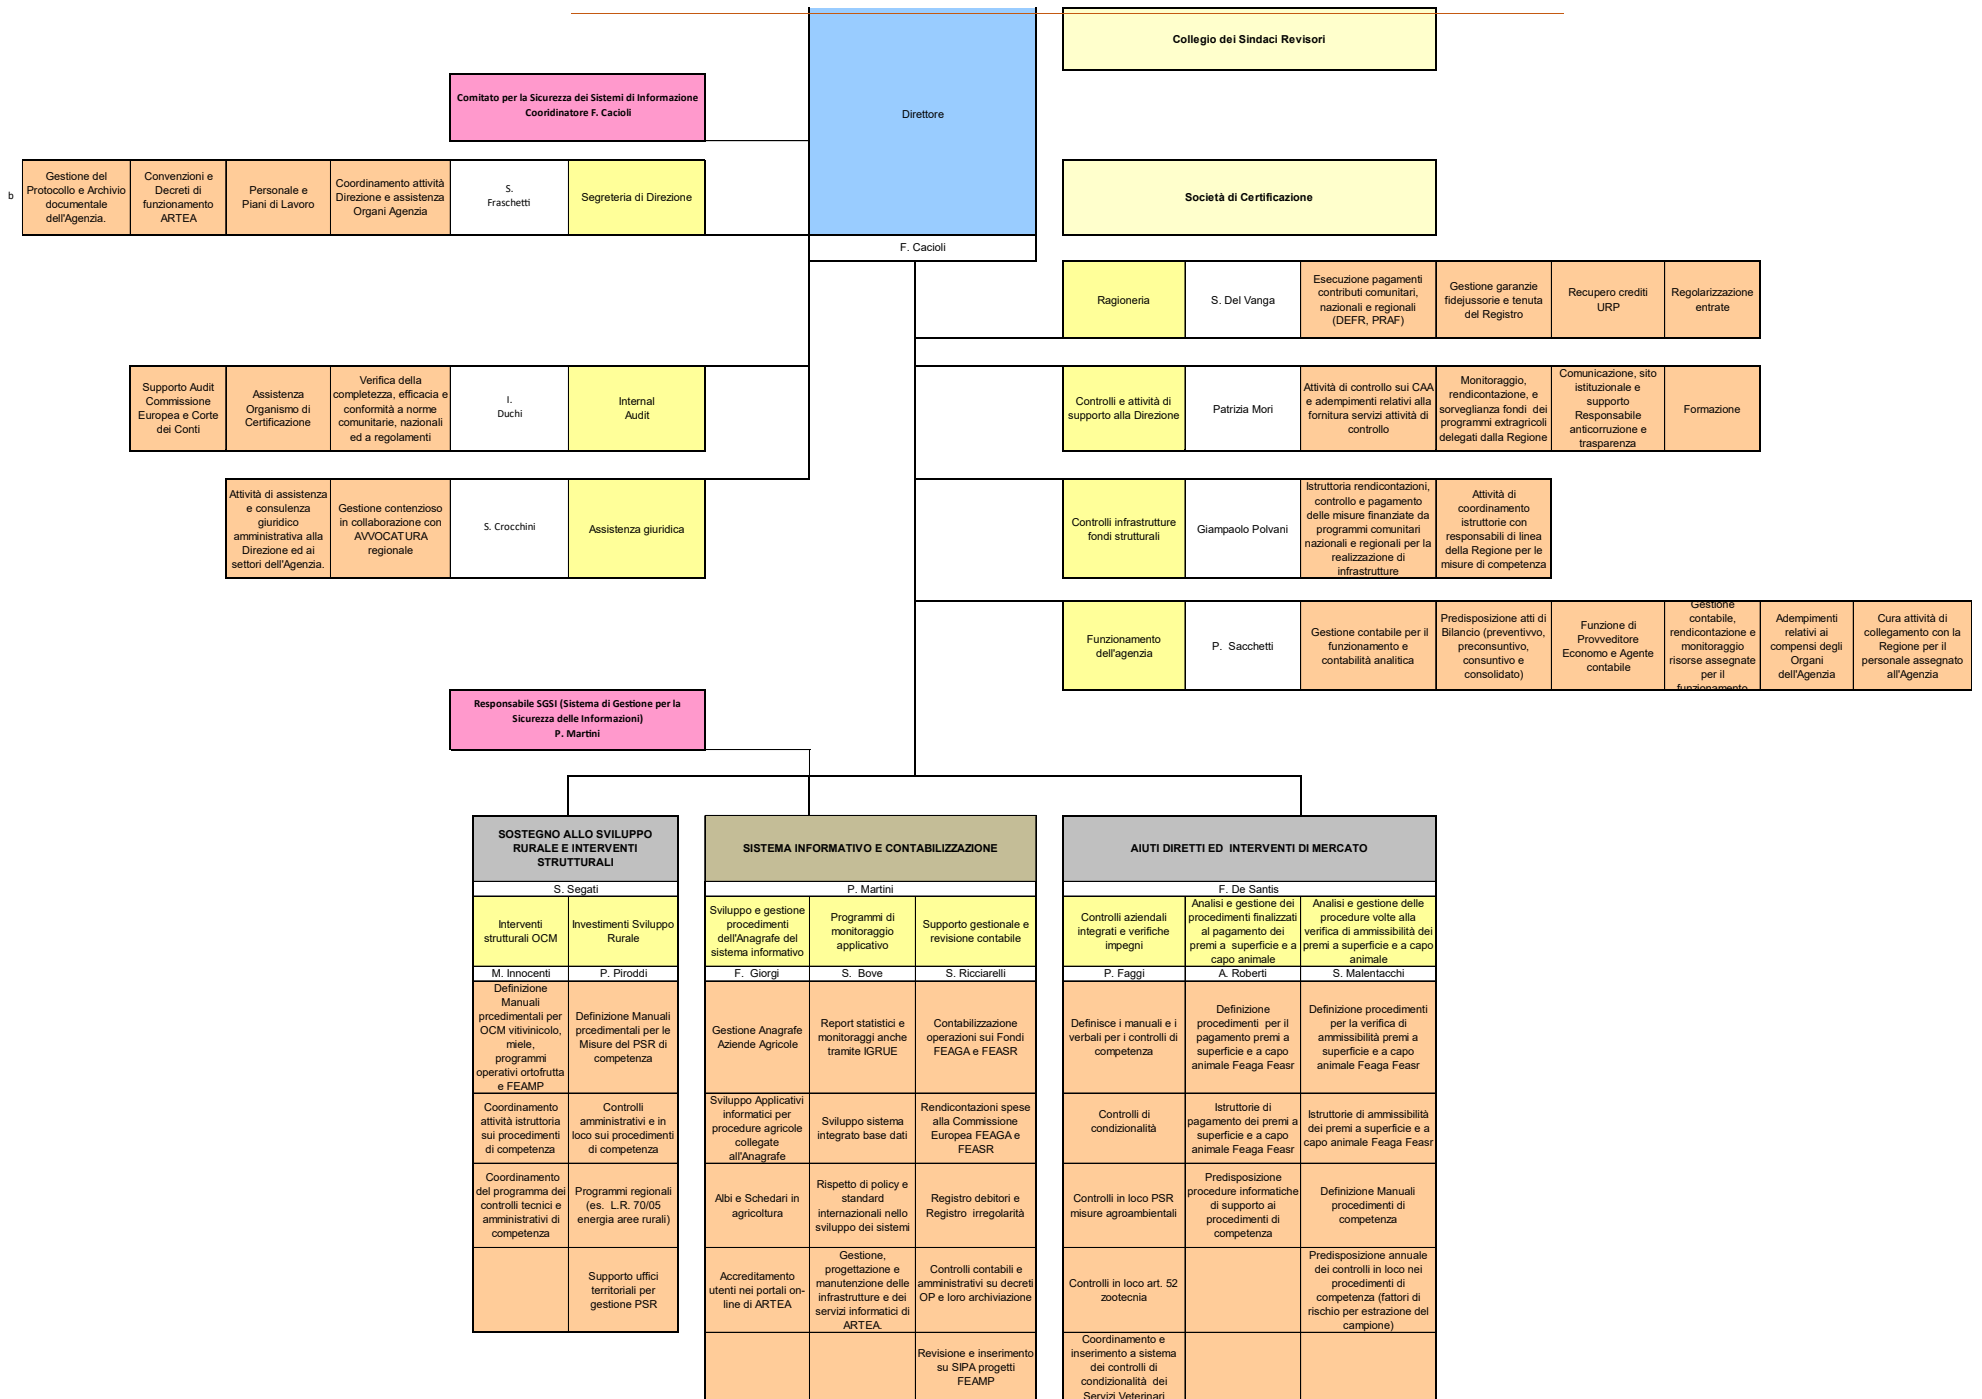 Collegio dei Sindaci Revisori
Comitato per la Sicurezza dei Sistemi di Informazione
Cooridinatore F. Cacioli
Direttore
b
Gestione del
Protocollo e Archivio
documentale
dell'Agenzia.
Convenzioni e
Decreti di
funzionamento
ARTEA
Personale e
Piani di Lavoro
Coordinamento attività
Direzione e assistenza
Organi Agenzia
S.
Fraschetti
Segreteria di Direzione
Società di Certificazione
F. Cacioli
Ragioneria
S. Del Vanga
Esecuzione pagamenti
contributi comunitari,
nazionali e regionali
(DEFR, PRAF)
Gestione garanzie
fidejussorie e tenuta
del Registro
Recupero crediti
URP
Regolarizzazione
entrate
Supporto Audit
Commissione
Europea e Corte
dei Conti
Assistenza
Organismo di
Certificazione
Verifica della
completezza, efficacia e
conformità a norme
comunitarie, nazionali
ed a regolamenti
I.
Duchi
Internal
Audit
Controlli e attività di
supporto alla Direzione
Patrizia Mori
Attività di controllo sui CAA
e adempimenti relativi alla
fornitura servizi attività di
controllo
Monitoraggio,
rendicontazione, e
sorveglianza fondi dei
programmi extragricoli
delegati dalla Regione
Comunicazione, sito
istituzionale e
supporto
Responsabile
anticorruzione e
trasparenza
Formazione
Attività di assistenza
e consulenza
giuridico
amministrativa alla
Direzione ed ai
settori dell'Agenzia.
Gestione contenzioso
in collaborazione con
AVVOCATURA
regionale
S. Crocchini
Assistenza giuridica
Controlli infrastrutture
fondi strutturali
Giampaolo Polvani
Istruttoria rendicontazioni,
controllo e pagamento
delle misure finanziate da
programmi comunitari
nazionali e regionali per la
realizzazione di
infrastrutture
Attività di
coordinamento
istruttorie con
responsabili di linea
della Regione per le
misure di competenza
Funzionamento
dell'agenzia
P. Sacchetti
Gestione contabile per il
funzionamento e
contabilità analitica
Predisposizione atti di
Bilancio (preventivvo,
preconsuntivo,
consuntivo e
consolidato)
Funzione di
Provveditore
Economo e Agente
contabile
Gestione
contabile,
rendicontazione e
monitoraggio
risorse assegnate
per il
funzionamento
Adempimenti
relativi ai
compensi degli
Organi
dell'Agenzia
Cura attività di
collegamento con la
Regione per il
personale assegnato
all'Agenzia
Responsabile SGSI (Sistema di Gestione per la
Sicurezza delle Informazioni)
P. Martini
SOSTEGNO ALLO SVILUPPO
RURALE E INTERVENTI
STRUTTURALI
S. Segati
Interventi
strutturali OCM
Investimenti Sviluppo
Rurale
M. Innocenti
P. Piroddi
Definizione
Manuali
prcedimentali per
OCM vitivinicolo,
miele,
programmi
operativi ortofrutta
e FEAMP
Definizione Manuali
prcedimentali per le
Misure del PSR di
competenza
Coordinamento
attività istruttoria
sui procedimenti
di competenza
Controlli
amministrativi e in
loco sui procedimenti
di competenza
Coordinamento
del programma dei
controlli tecnici e
amministrativi di
competenza
Programmi regionali
(es. L.R. 70/05
energia aree rurali)
Supporto uffici
territoriali per
gestione PSR
SISTEMA INFORMATIVO E CONTABILIZZAZIONE
P. Martini
Sviluppo e gestione
procedimenti
dell'Anagrafe del
sistema informativo
Programmi di
monitoraggio
applicativo
Supporto gestionale e
revisione contabile
F. Giorgi
S. Bove
S. Ricciarelli
Gestione Anagrafe
Aziende Agricole
Report statistici e
monitoraggi anche
tramite IGRUE
Contabilizzazione
operazioni sui Fondi
FEAGA e FEASR
Sviluppo Applicativi
informatici per
procedure agricole
collegate
all'Anagrafe
Sviluppo sistema
integrato base dati
Rendicontazioni spese
alla Commissione
Europea FEAGA e
FEASR
Albi e Schedari in
agricoltura
Rispetto di policy e
standard
internazionali nello
sviluppo dei sistemi
Registro debitori e
Registro irregolarità
Accreditamento
utenti nei portali on-
line di ARTEA
Gestione,
progettazione e
manutenzione delle
infrastrutture e dei
servizi informatici di
ARTEA.
Controlli contabili e
amministrativi su decreti
OP e loro archiviazione
Revisione e inserimento
su SIPA progetti
FEAMP
AIUTI DIRETTI ED INTERVENTI DI MERCATO
F. De Santis
Controlli aziendali
integrati e verifiche
impegni
Analisi e gestione dei
procedimenti finalizzati
al pagamento dei
premi a superficie e a
capo animale
Analisi e gestione delle
procedure volte alla
verifica di ammissibilità dei
premi a superficie e a capo
animale
P. Faggi
A. Roberti
S. Malentacchi
Definisce i manuali e i
verbali per i controlli di
competenza
Definizione
procedimenti per il
pagamento premi a
superficie e a capo
animale Feaga Feasr
Definizione procedimenti
per la verifica di
ammissibilità premi a
superficie e a capo
animale Feaga Feasr
Controlli di
condizionalità
Istruttorie di
pagamento dei premi a
superficie e a capo
animale Feaga Feasr
Istruttorie di ammissibilità
dei premi a superficie e a
capo animale Feaga Feasr
Controlli in loco PSR
misure agroambientali
Predisposizione
procedure informatiche
di supporto ai
procedimenti di
competenza
Definizione Manuali
procedimenti di
competenza
Controlli in loco art. 52
zootecnia
Predisposizione annuale
dei controlli in loco nei
procedimenti di
competenza (fattori di
rischio per estrazione del
campione)
Coordinamento e
inserimento a sistema
dei controlli di
condizionalità dei
Servizi Veterinari